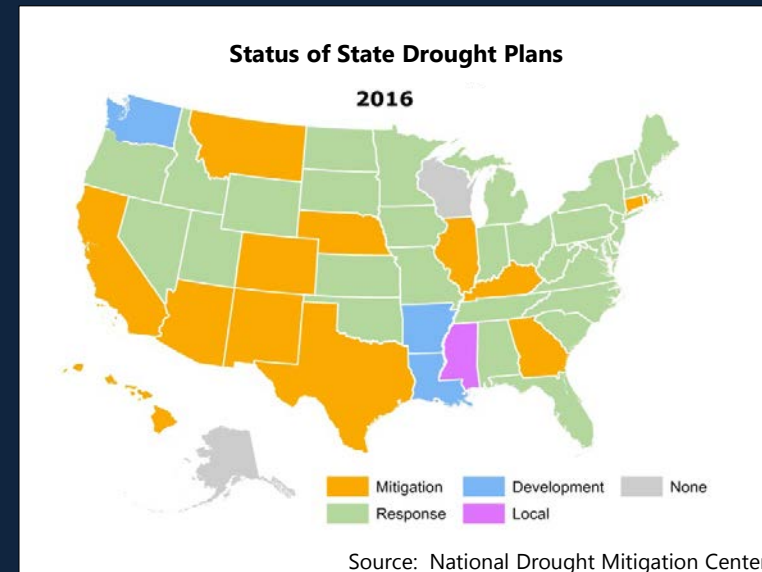 Status of State Drought Plans
2016
Mitigation Development None
Response Local
Source: National Drought Mitigation Center